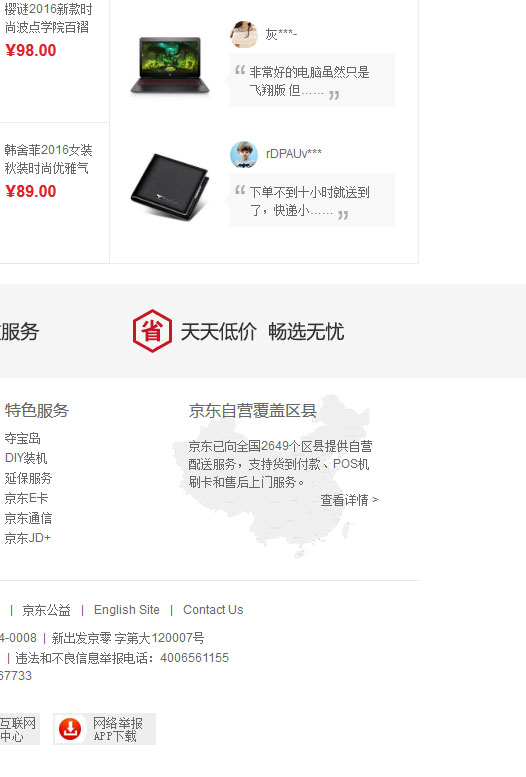 樱谜2016新款时
尚波点学院百褶
¥98.00
韩舍菲2016女装
秋装时尚优雅气
¥89.00
灰***-
“ 非常好的电脑虽然只是
飞翔版 但…… ”
rDPAUv***
“ 下单不到十小时就送到
了，快递小…… ”
服务
省 天天低价 畅选无忧
特色服务
夺宝岛
DIY装机
延保服务
京东E卡
京东通信
京东JD+
京东自营覆盖区县
京东已向全国2649个区县提供自营
配送服务，支持货到付款、POS机
刷卡和售后上门服务。
查看详情 >
| 京东公益 | English Site | Contact Us
4-0008 | 新出发京零 字第大120007号
| 违法和不良信息举报电话：4006561155
67733
互联网
中心
网络举报
APP下载